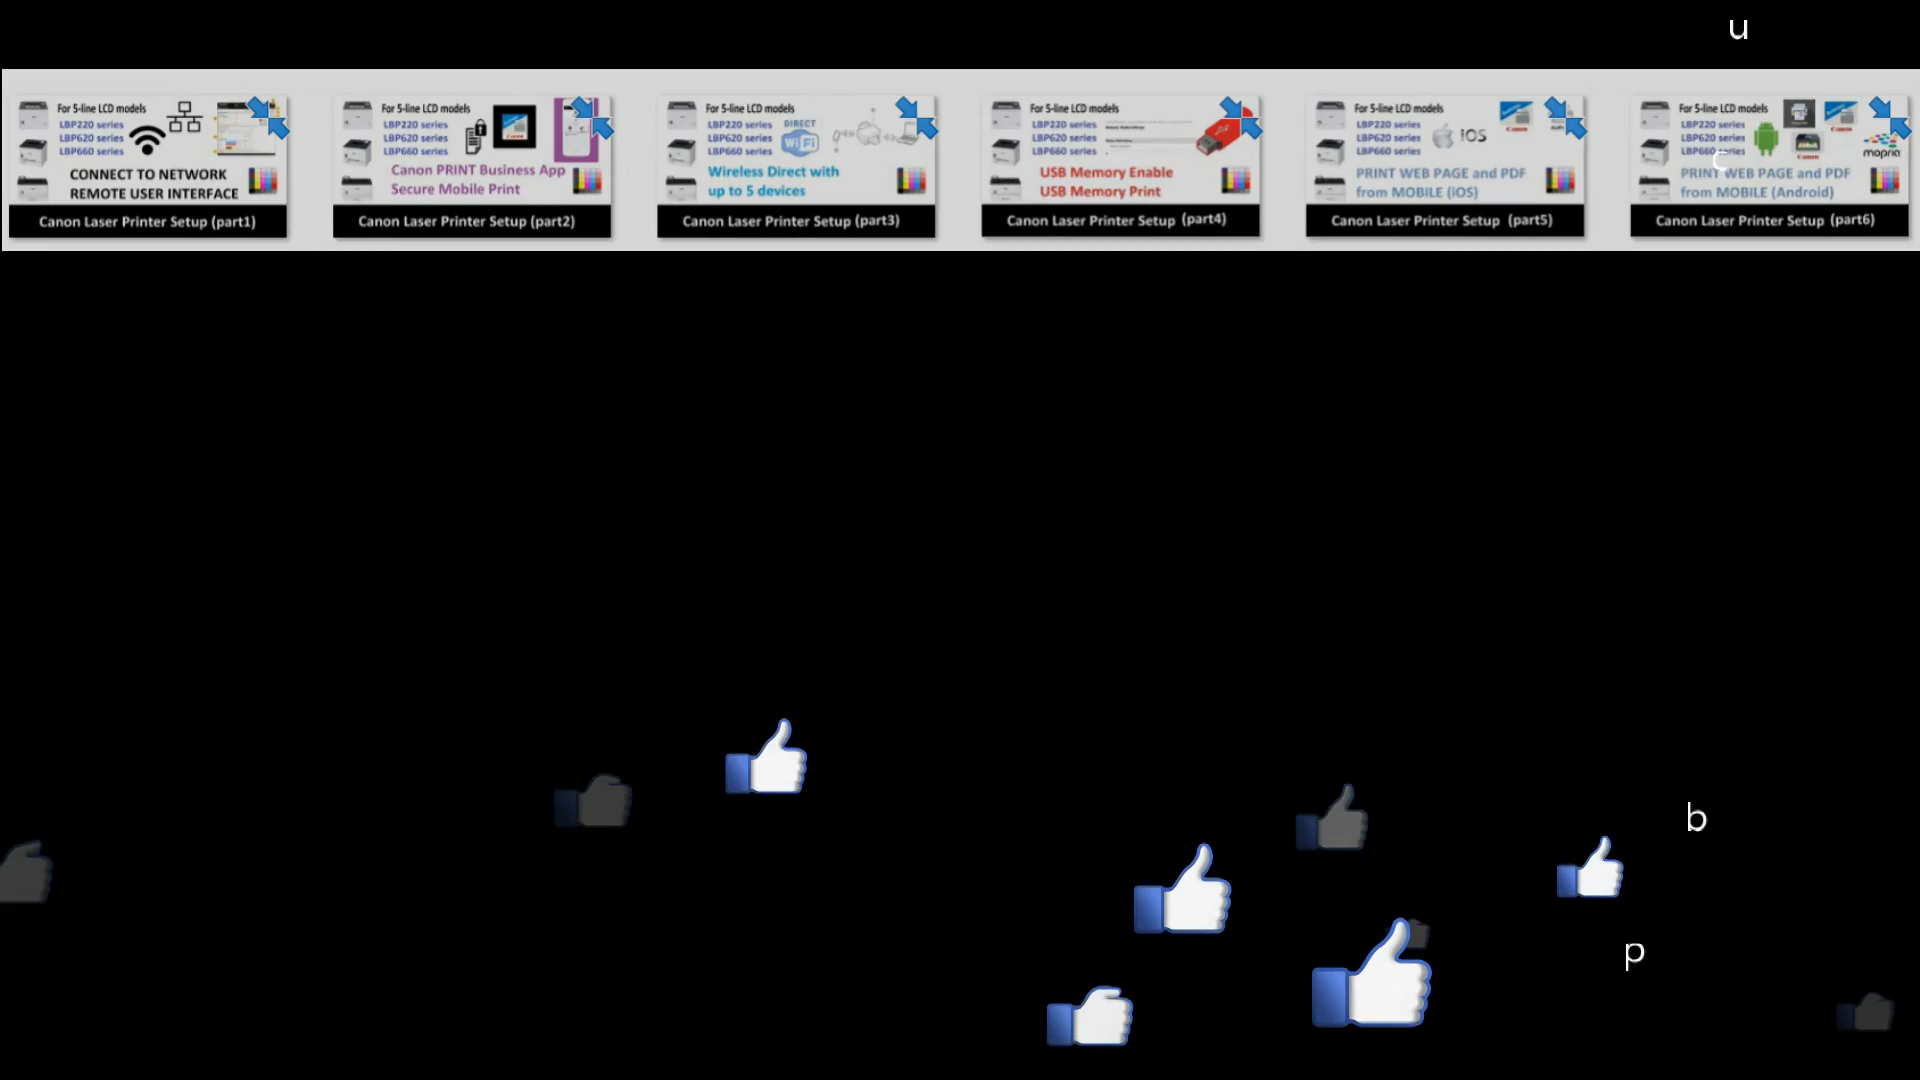 u
For 5-line LCD models
LBP220 series
LBP620 series
LBP660 series
CONNECT TO NETWORK
REMOTE USER INTERFACE
Canon Laser Printer Setup (part1)
For 5-line LCD models
LBP220 series
LBP620 series
LBP660 series
Canon
Canon PRINT Business App
Secure Mobile Print
Canon Laser Printer Setup (part2)
For 5-line LCD models
LBP220 series
LBP620 series
LBP660 series
DIRECT
WiFi
Wireless Direct with
up to 5 devices
Canon Laser Printer Setup (part3)
For 5-line LCD models
LBP220 series
LBP620 series
LBP660 series
USB Memory Enable
USB Memory Print
Canon Laser Printer Setup (part4)
For 5-line LCD models
LBP220 series
LBP620 series
LBP660 series
iOS
Canon
PRINT WEB PAGE and PDF
from MOBILE (iOS)
Canon Laser Printer Setup (part5)
For 5-line LCD models
LBP220 series
LBP620 series
LBP660 series
Canon
Canon
mopria
c
PRINT WEB PAGE and PDF
from MOBILE (Android)
Canon Laser Printer Setup (part6)
b
p